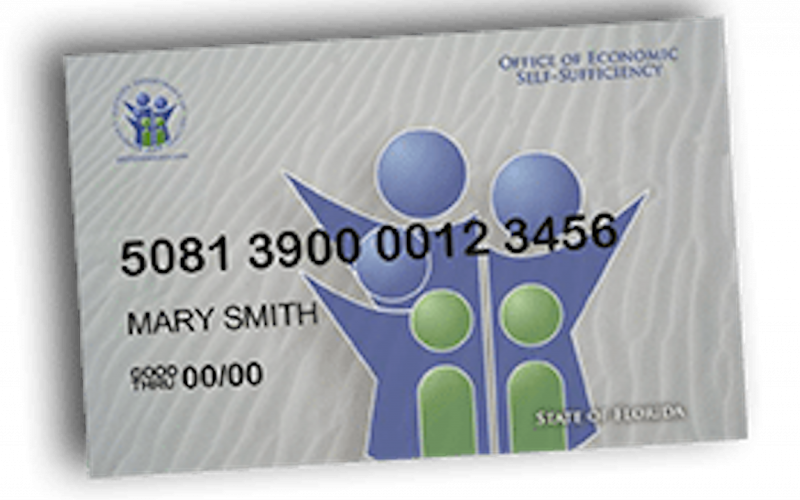 OFFICE OF ECONOMIC
SELF-SUFFICIENCY
5081 3900 0012 3456
MARY SMITH
GOOD
THRU 00/00
STATE OF FLORIDA